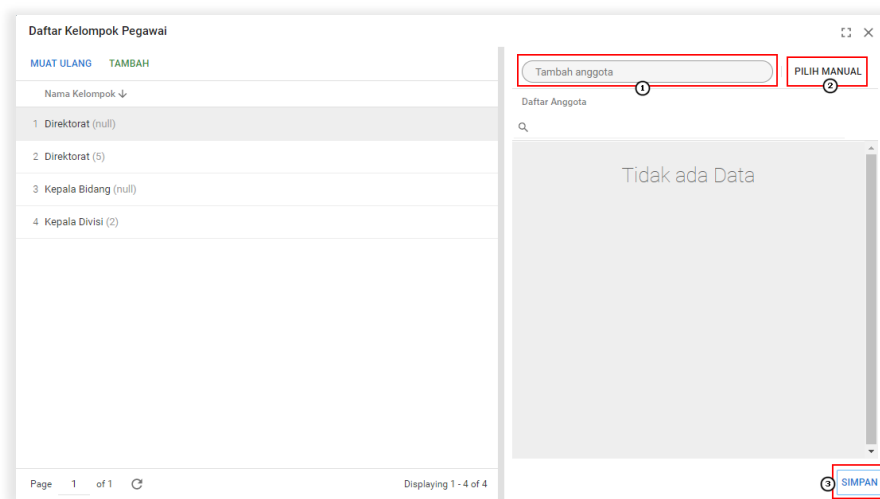 Daftar Kelompok Pegawai
MUAT ULANG TAMBAH
Nama Kelompok
1 Direktorat (null)
2 Direktorat (5)
3 Kepala Bidang (null)
4 Kepala Divisi (2)
Page 1 of 1 Displaying 1 - 4 of 4
Tambah anggota PILIH MANUAL
1 2
Daftar Anggota
Tidak ada Data
3 SIMPAN